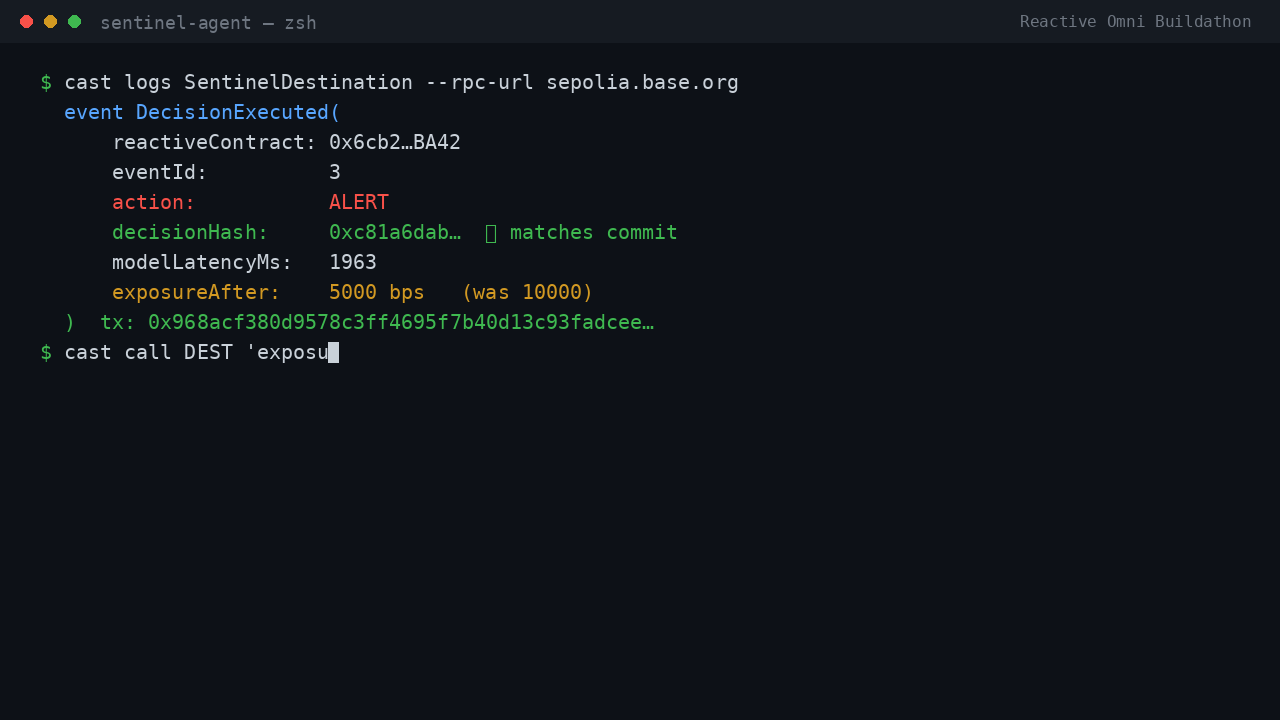 sentinel-agent — zsh
Reactive Omni Buildathon
$ cast logs SentinelDestination --rpc-url sepolia.base.org
event DecisionExecuted(
reactiveContract: 0x6cb2…BA42
eventId: 3
action: ALERT
decisionHash: 0xc81a6dab… ▯ matches commit
modelLatencyMs: 1963
exposureAfter: 5000 bps (was 10000)
) tx: 0x968acf380d9578c3ff4695f7b40d13c93fadcee…
$ cast call DEST 'exposu